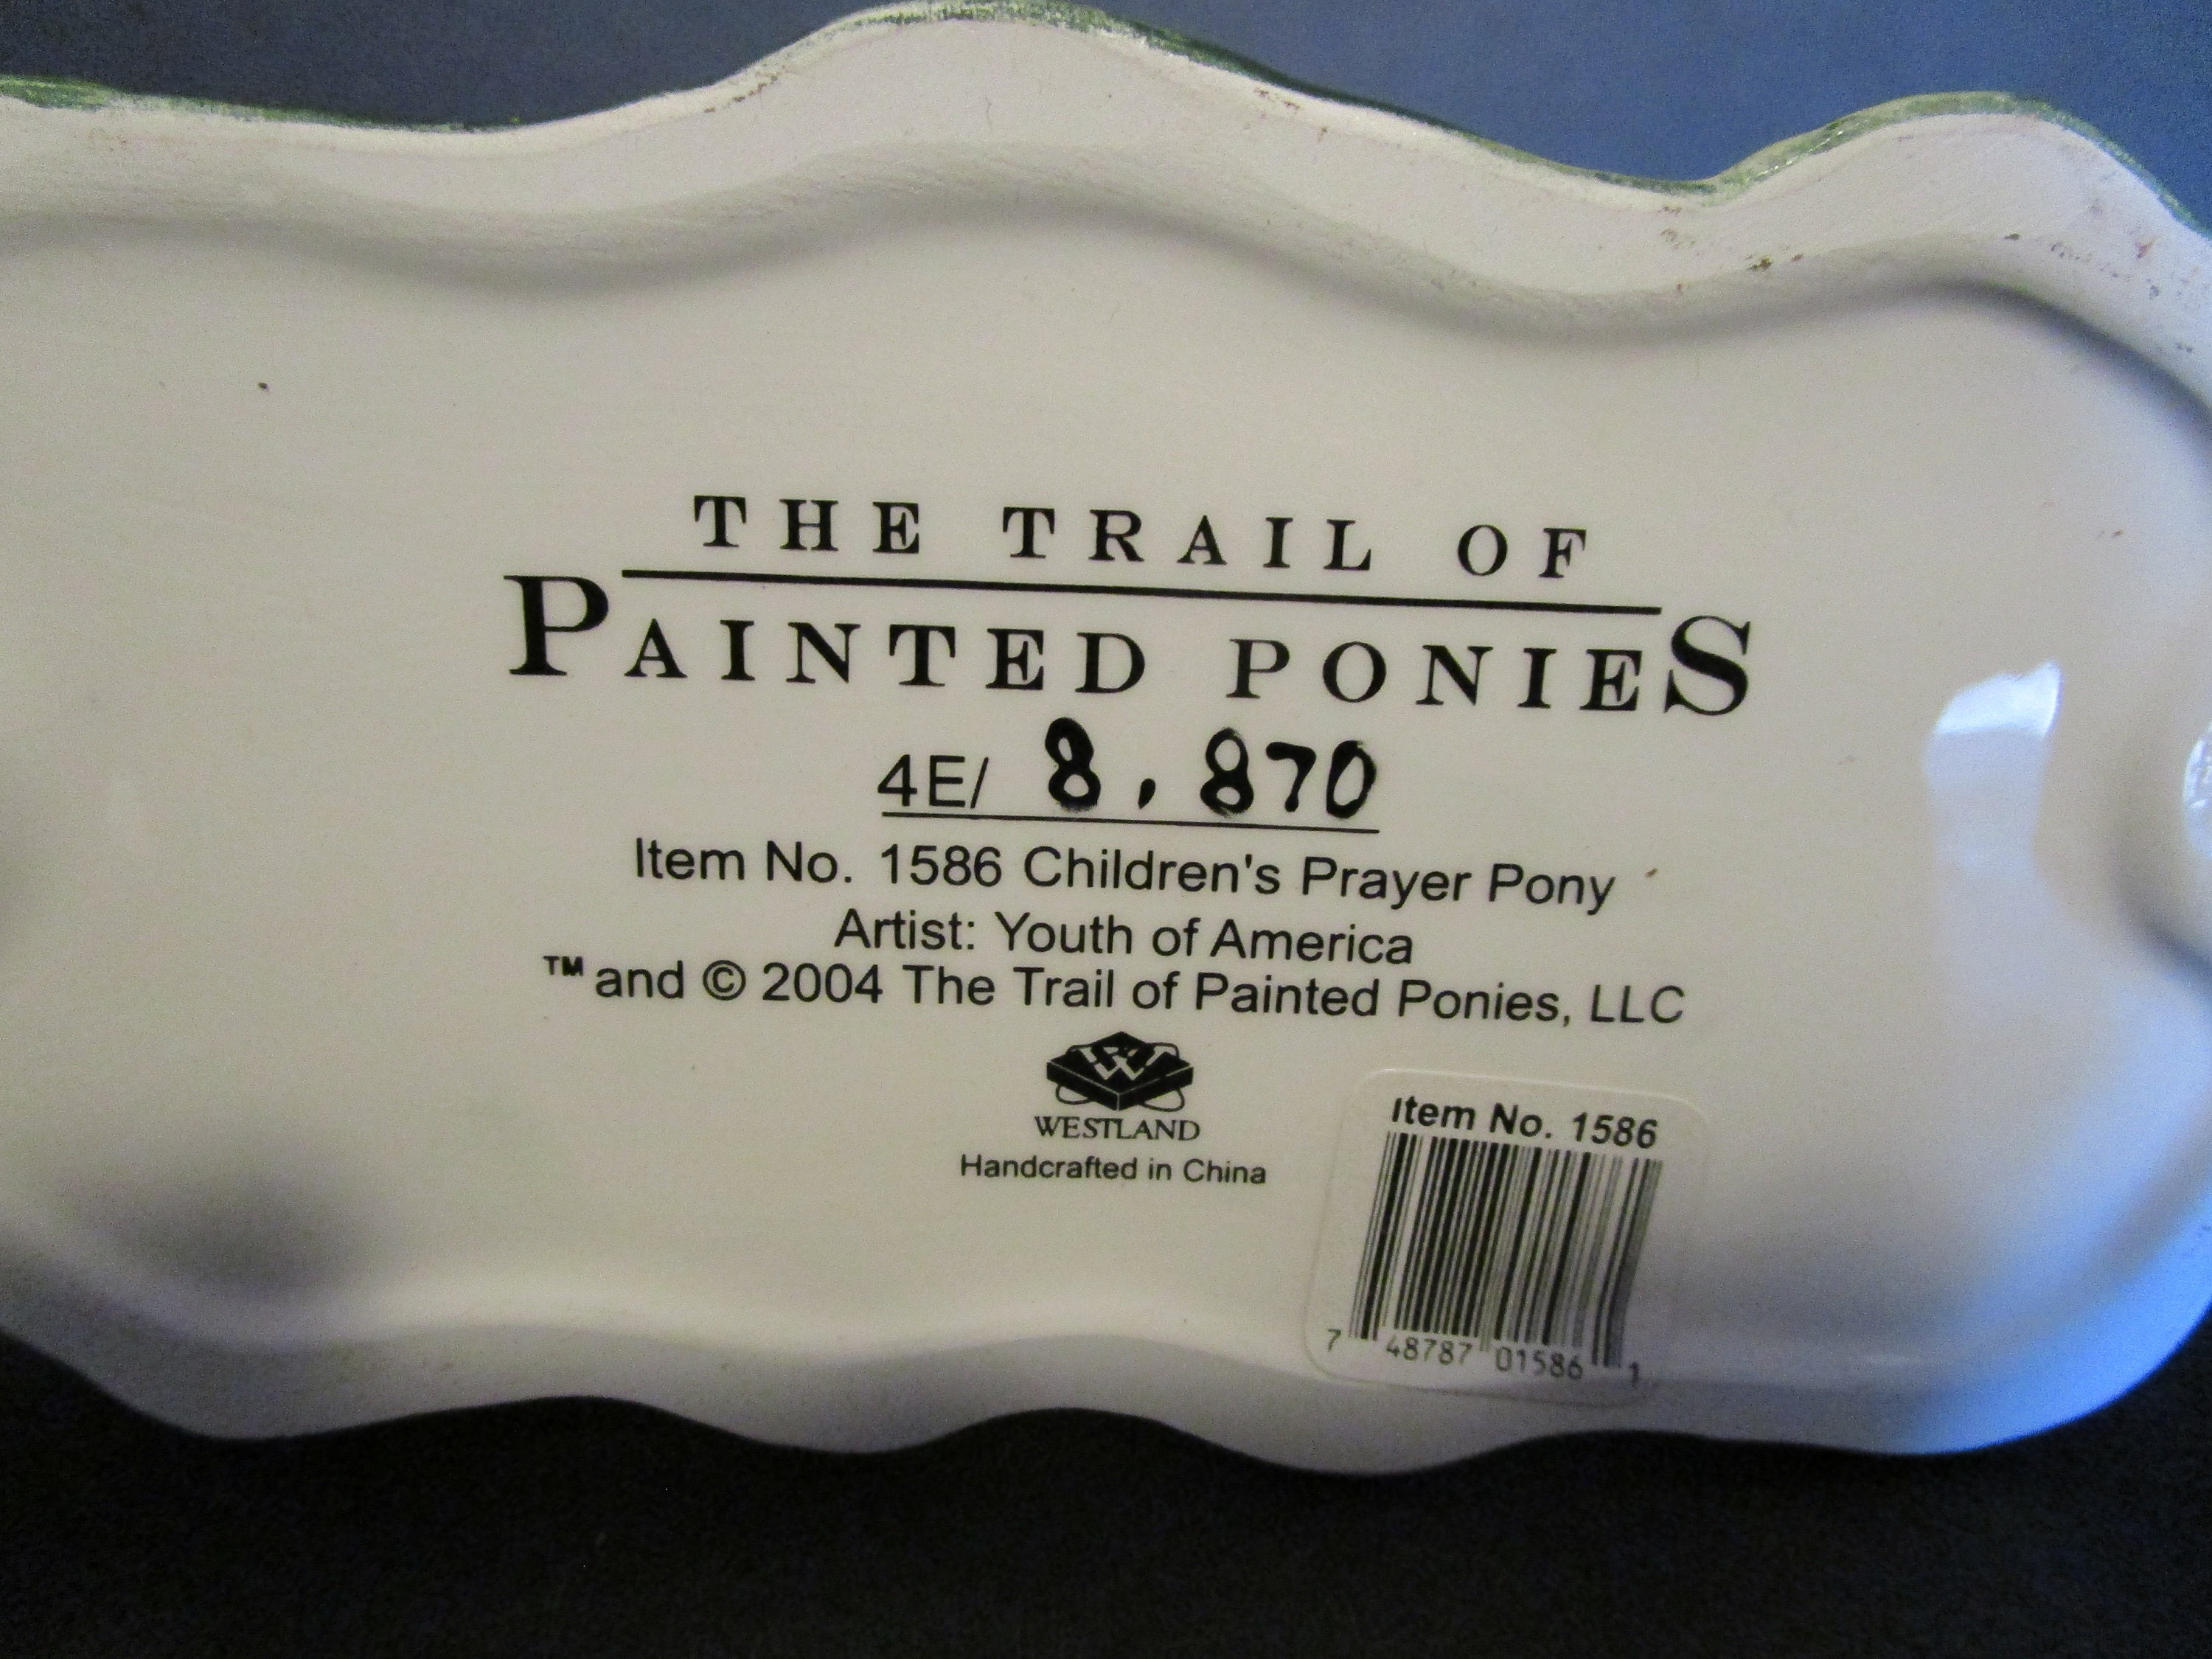 THE TRAIL OF
PAINTED PONIES
4E/ 8,870
Item No. 1586 Children's Prayer Pony
Artist: Youth of America
™ and © 2004 The Trail of Painted Ponies, LLC
WESTLAND
Handcrafted in China
Item No. 1586
7 48787 01586 1